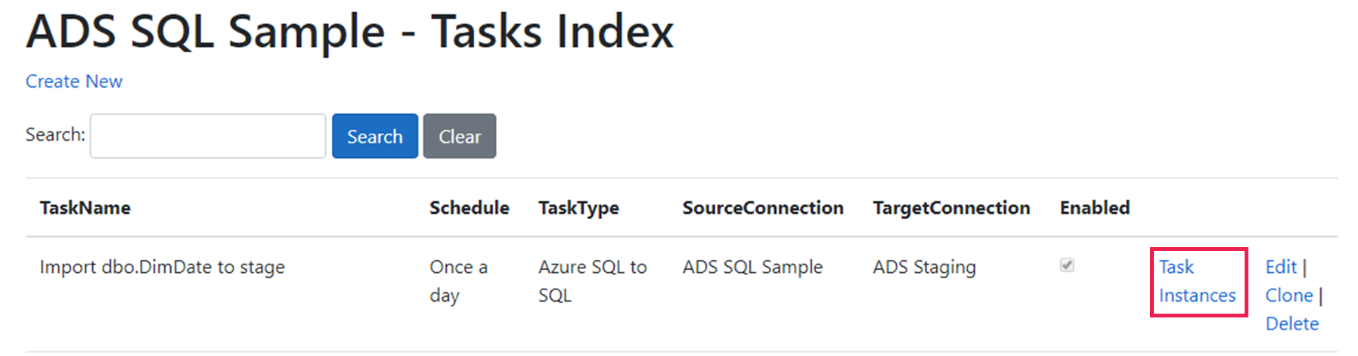 ADS SQL Sample - Tasks Index
Create New
Search: Search Clear
TaskName Schedule TaskType SourceConnection TargetConnection Enabled
Import dbo.DimDate to stage Once a Azure SQL to ADS SQL Sample ADS Staging Task Edit |
day SQL Instances Clone |
Delete